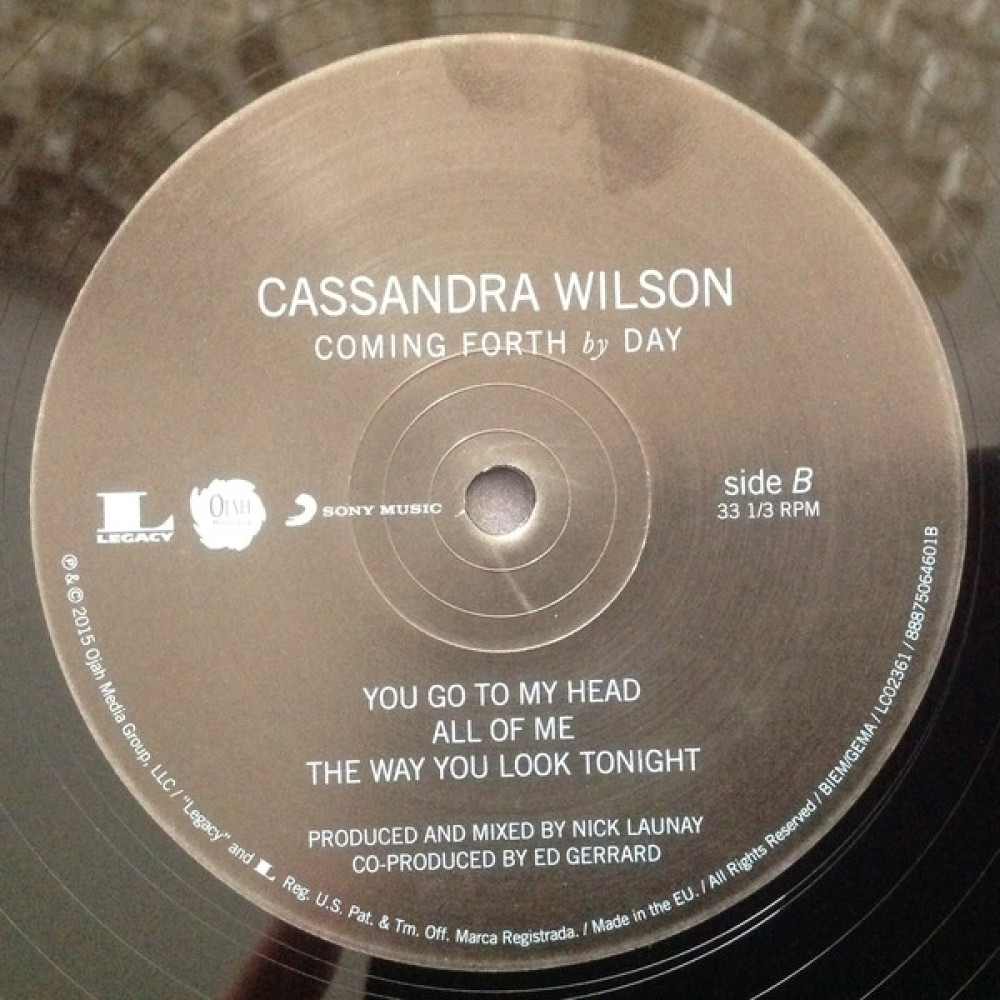 CASSANDRA WILSON
COMING FORTH by DAY
L
LEGACY
OJAH
SONY MUSIC
side B
33 1/3 RPM
YOU GO TO MY HEAD
ALL OF ME
THE WAY YOU LOOK TONIGHT
PRODUCED AND MIXED BY NICK LAUNAY
CO-PRODUCED BY ED GERRARD
℗ & © 2015 Ojah Media Group, LLC / "Legacy" and L Reg. U.S. Pat. & Tm. Off. Marca Registrada. / Made in the EU. / All Rights Reserved / BIEM/GEMA / LC02361 / 88875064601B